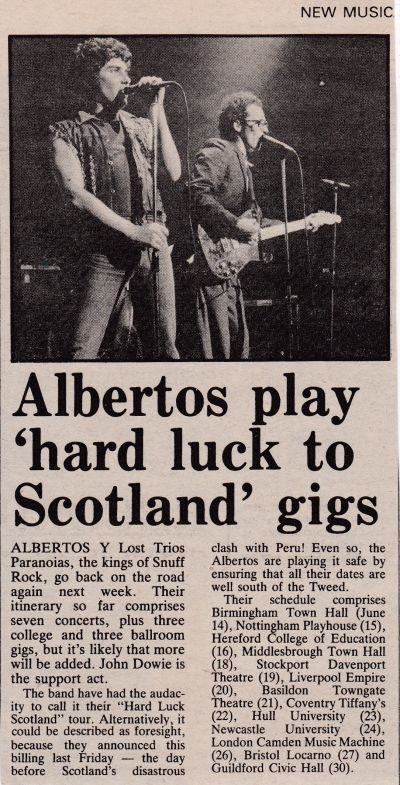 NEW MUSIC
Albertos play
‘hard luck to
Scotland’ gigs
ALBERTOS Y Lost Trios
Paranoias, the kings of Snuff
Rock, go back on the road
again next week. Their
itinerary so far comprises
seven concerts, plus three
college and three ballroom
gigs, but it's likely that more
will be added. John Dowie is
the support act.
The band have had the audac-
ity to call it their “Hard Luck
Scotland” tour. Alternatively, it
could be described as foresight,
because they announced this
billing last Friday — the day
before Scotland's disastrous
clash with Peru! Even so, the
Albertos are playing it safe by
ensuring that all their dates are
well south of the Tweed.
Their schedule comprises
Birmingham Town Hall (June
14), Nottingham Playhouse (15),
Hereford College of Education
(16), Middlesbrough Town Hall
(18), Stockport Davenport
Theatre (19), Liverpool Empire
(20), Basildon Towngate
Theatre (21), Coventry Tiffany's
(22), Hull University (23),
Newcastle University (24),
London Camden Music Machine
(26), Bristol Locarno (27) and
Guildford Civic Hall (30).